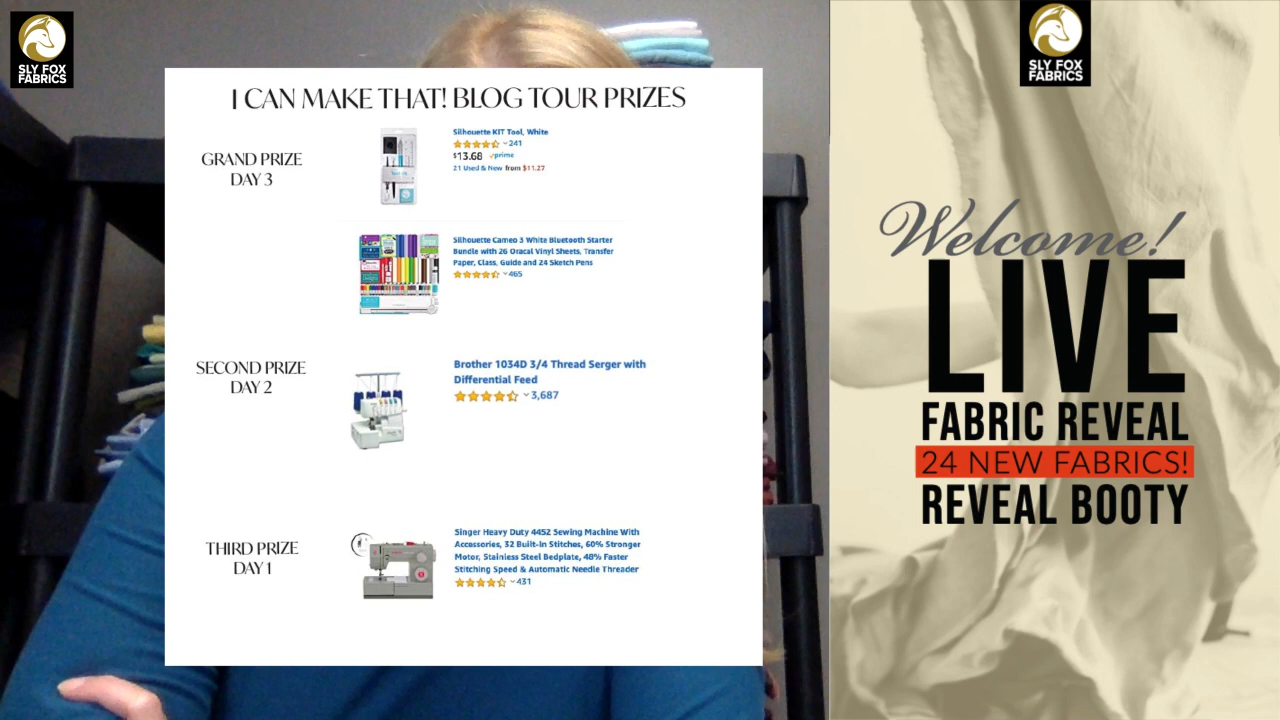 SLY FOX
FABRICS
I CAN MAKE THAT! BLOG TOUR PRIZES
GRAND PRIZE
DAY 3
Silhouette KIT Tool, White
241
$13.68 prime
21 Used & New from $11.27
Silhouette Cameo 3 White Bluetooth Starter
Bundle with 26 Oracal Vinyl Sheets, Transfer
Paper, Class, Guide and 24 Sketch Pens
465
SECOND PRIZE
DAY 2
Brother 1034D 3/4 Thread Serger with
Differential Feed
3,687
THIRD PRIZE
DAY 1
Singer Heavy Duty 4452 Sewing Machine With
Accessories, 32 Built-In Stitches, 60% Stronger
Motor, Stainless Steel Bedplate, 48% Faster
Stitching Speed & Automatic Needle Threader
431
SLY FOX
FABRICS
Welcome!
LIVE
FABRIC REVEAL
24 NEW FABRICS!
REVEAL BOOTY